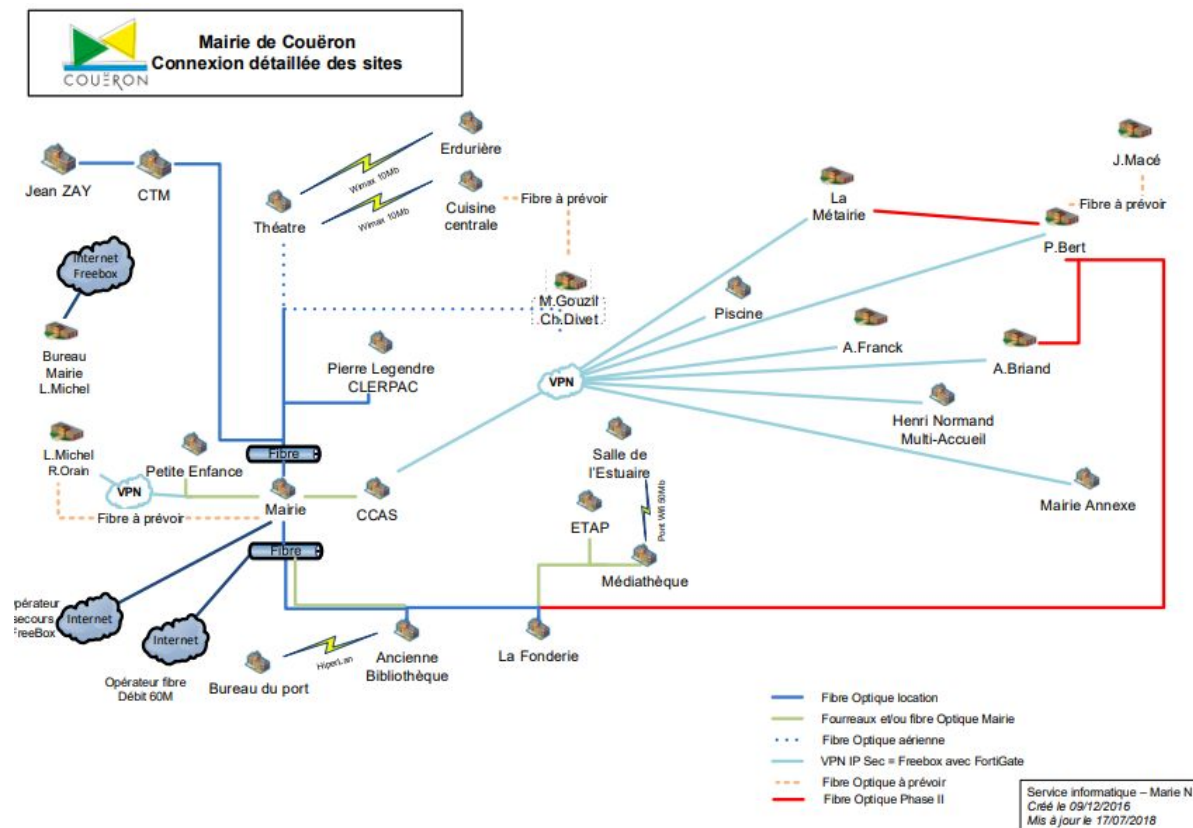 Mairie de Couëron
Connexion détaillée des sites
COUËRON
Erdurière
J.Macé
Jean ZAY
CTM
Wimax 10Mb
Théatre
Wimax 10Mb
Cuisine
centrale
Fibre à prévoir
La
Métairie
Fibre à prévoir
P.Bert
Internet
Freebox
M.Gouzil
Ch.Divet
Piscine
Bureau
Mairie
L.Michel
Pierre Legendre
CLERPAC
A.Franck
A.Briand
VPN
Henri Normand
Multi-Accueil
L.Michel
R.Orain
Petite Enfance
Fibre
Salle de
l'Estuaire
VPN
Mairie
CCAS
Mairie Annexe
Fibre à prévoir
Pont Wifi 50Mb
ETAP
Fibre
Médiathèque
opérateur
secours
FreeBox
Internet
Internet
Opérateur fibre
Débit 60M
HiperLan
Bureau du port
Ancienne
Bibliothèque
La Fonderie
Fibre Optique location
Fourreaux et/ou fibre Optique Mairie
Fibre Optique aérienne
VPN IP Sec = Freebox avec FortiGate
Fibre Optique à prévoir
Fibre Optique Phase II
Service informatique – Marie N
Créé le 09/12/2016
Mis à jour le 17/07/2018